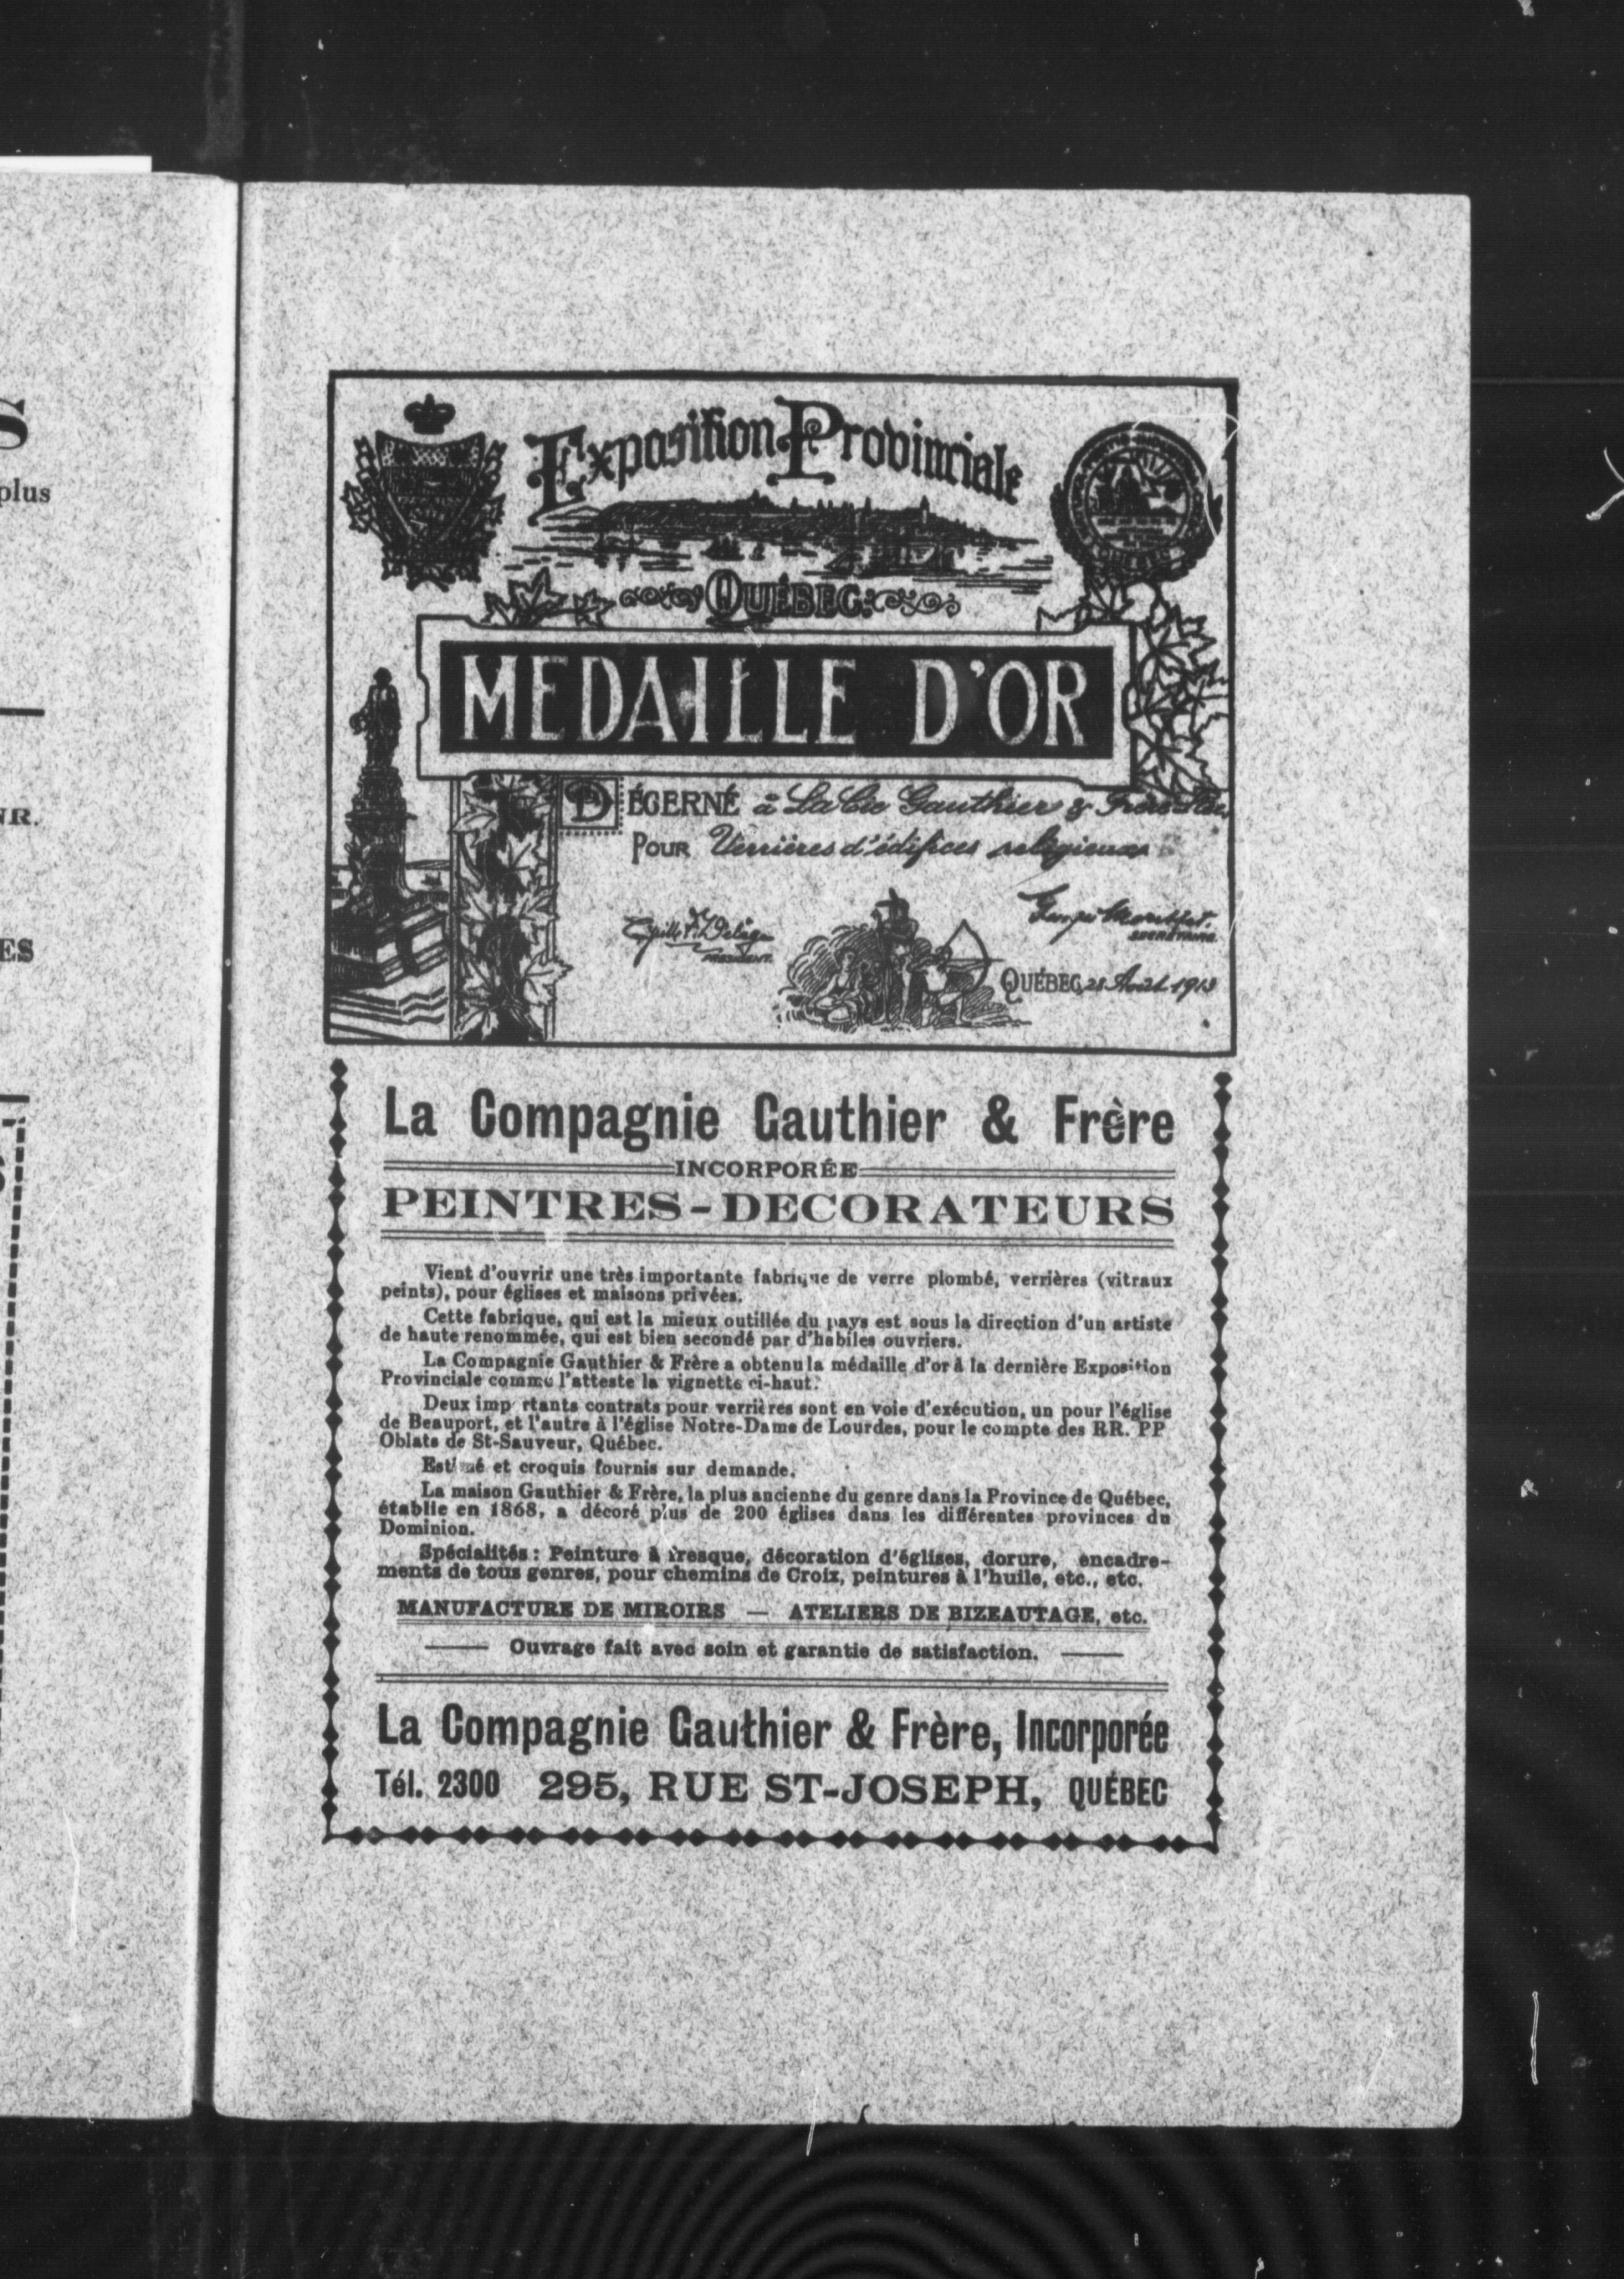 S
plus
NR.
ES
Exposition Provinciale
QUÉBEC
MEDAILLE D'OR
DÉCERNÉ à La Cie Gauthier & Frère
POUR Verrières d'édifices religieux
PRÉSIDENT.
SECRÉTAIRE.
QUÉBEC, 28 Août 1913
La Compagnie Gauthier & Frère
INCORPORÉE
PEINTRES-DECORATEURS
Vient d'ouvrir une très importante fabrique de verre plombé, verrières (vitraux
peints), pour églises et maisons privées.
Cette fabrique, qui est la mieux outillée du pays est sous la direction d'un artiste
de haute renommée, qui est bien secondé par d'habiles ouvriers.
La Compagnie Gauthier & Frère a obtenu la médaille d'or à la dernière Exposition
Provinciale comme l'atteste la vignette ci-haut.
Deux imp rtants contrats pour verrières sont en voie d'exécution, un pour l'église
de Beauport, et l'autre à l'église Notre-Dame de Lourdes, pour le compte des RR. PP
Oblats de St-Sauveur, Québec.
Estimé et croquis fournis sur demande.
La maison Gauthier & Frère, la plus ancienne du genre dans la Province de Québec,
établie en 1868, a décoré plus de 200 églises dans les différentes provinces du
Dominion.
Spécialités : Peinture à fresque, décoration d'églises, dorure, encadre-
ments de tous genres, pour chemins de Croix, peintures à l'huile, etc., etc.
MANUFACTURE DE MIROIRS — ATELIERS DE BIZEAUTAGE, etc.
Ouvrage fait avec soin et garantie de satisfaction.
La Compagnie Gauthier & Frère, Incorporée
Tél. 2300 295, RUE ST-JOSEPH, QUÉBEC